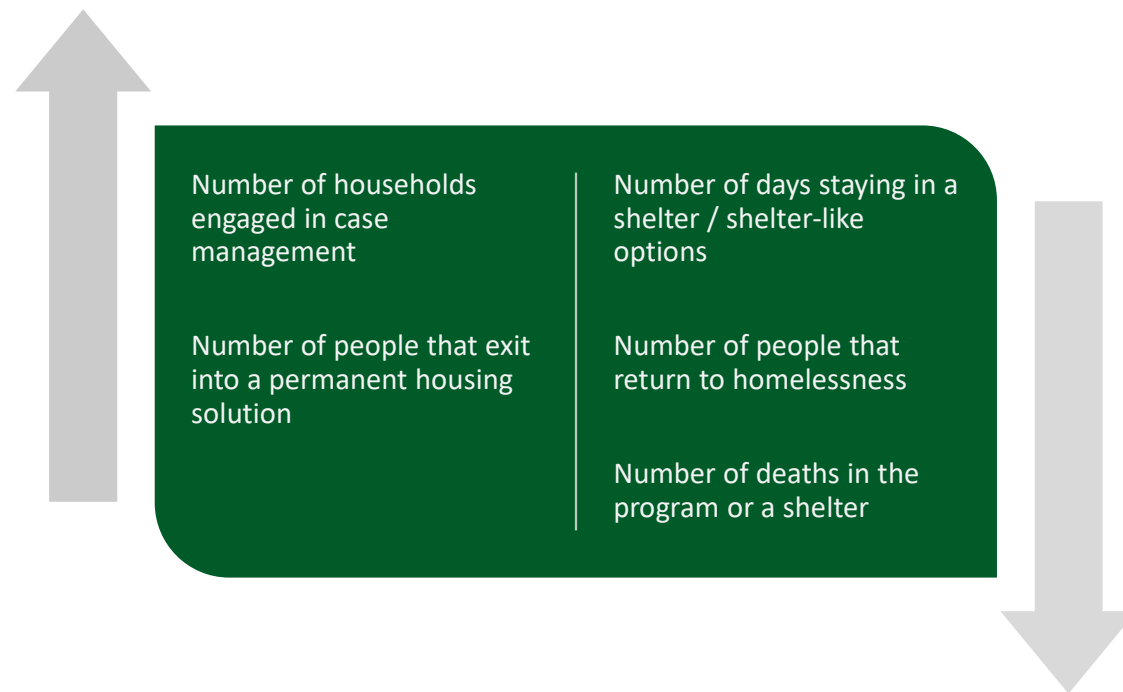 Number of households
engaged in case
management
Number of people that exit
into a permanent housing
solution
Number of days staying in a
shelter / shelter-like
options
Number of people that
return to homelessness
Number of deaths in the
program or a shelter